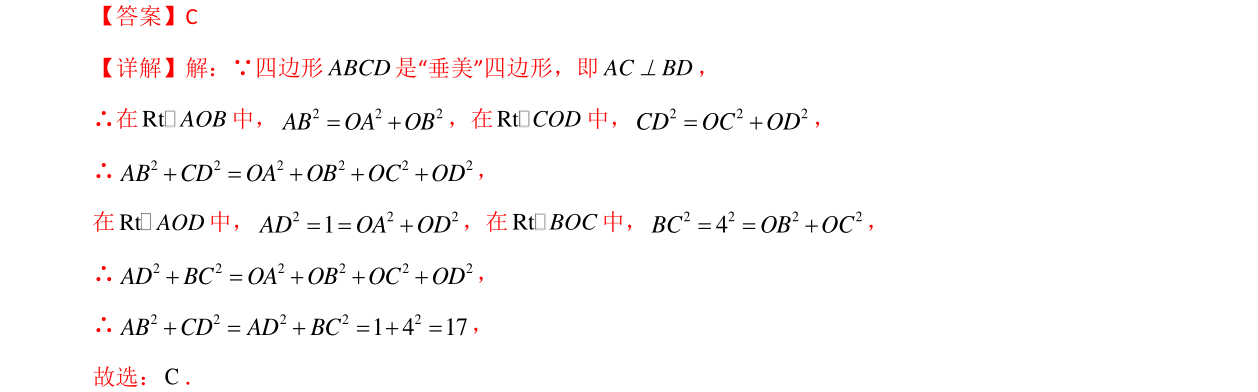 【答案】C
【详解】解：∵四边形ABCD是“垂美”四边形，即AC⊥BD，
∴在Rt□AOB中，AB²=OA²+OB²，在Rt□COD中，CD²=OC²+OD²，
∴AB²+CD²=OA²+OB²+OC²+OD²，
在Rt□AOD中，AD²=1=OA²+OD²，在Rt□BOC中，BC²=4²=OB²+OC²，
∴AD²+BC²=OA²+OB²+OC²+OD²，
∴AB²+CD²=AD²+BC²=1+4²=17，
故选：C．